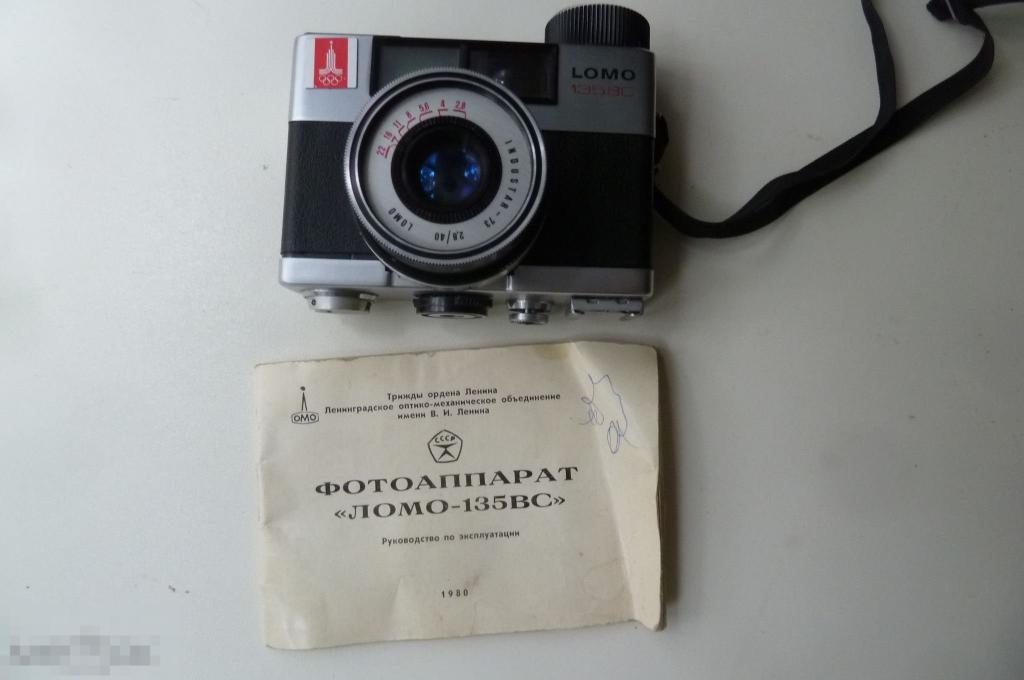 LOMO
135BC
22 16 11 8 5,6 4 2,8
INDUSTAR-73 2,8/40 LOMO
ОМО
Трижды ордена Ленина
Ленинградское оптико-механическое объединение
имени В. И. Ленина
СССР
ФОТОАППАРАТ
«ЛОМО-135ВС»
Руководство по эксплуатации
1980